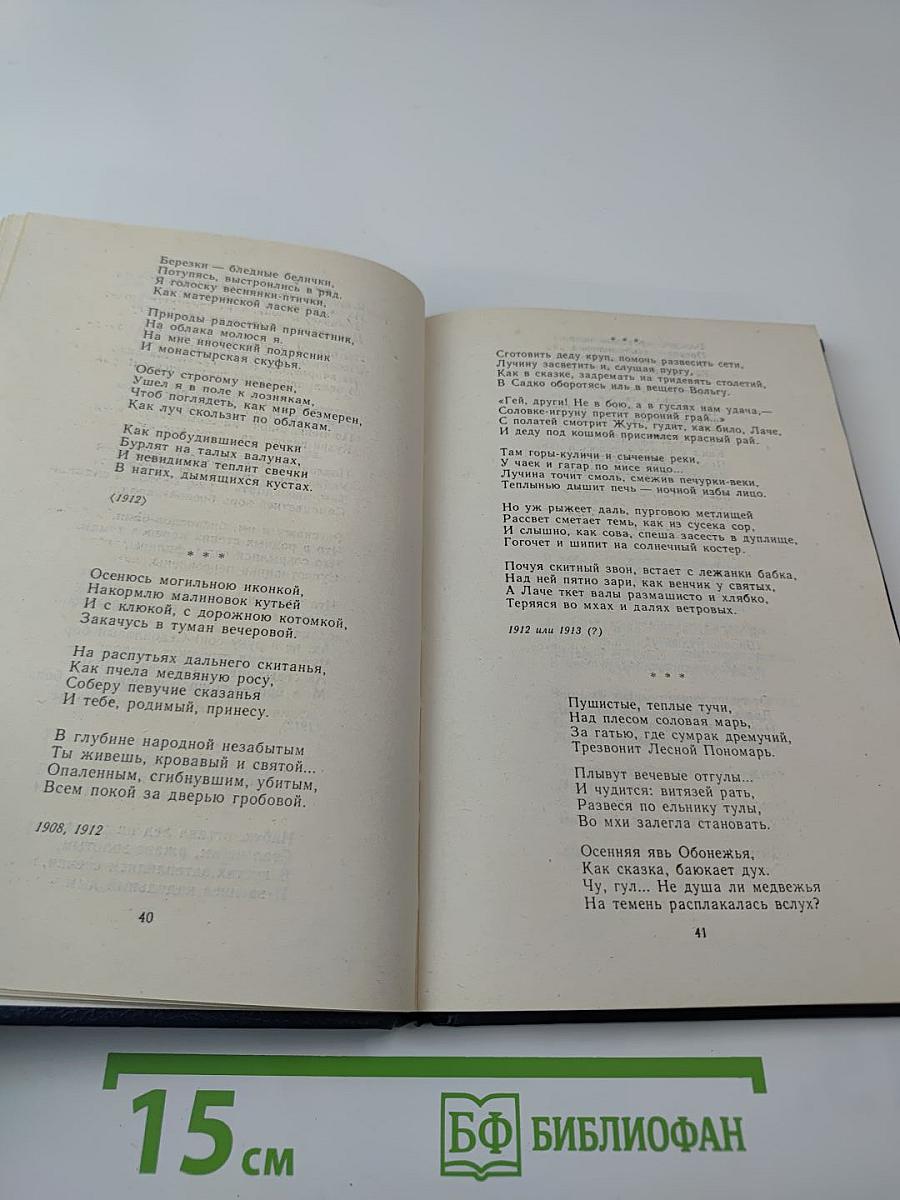 Березки — бледные белички,
Потупясь, выстроились в ряд.
Я голоску веснянки-птички,
Как материнской ласке рад.
Природы радостный причастник,
На облака молюся я.
На мне иноческий подрясник
И монастырская скуфья.
Обету строгому неверен,
Ушел я в поле к лознякам,
Чтоб поглядеть, как мир безмерен,
Как луч скользит по облакам.
Как пробудившиеся речки
Бурлят на талых валунах,
И невидимка теплит свечки
В нагих, дымящихся кустах.
⟨1912⟩
* * *
Осенюсь могильною иконкой,
Накормлю малиновок кутьей
И с клюкой, с дорожною котомкой,
Закачусь в туман вечеровой.
На распутьях дальнего скитанья,
Как пчела медвяную росу,
Соберу певучие сказанья
И тебе, родимый, принесу.
В глубине народной незабытым
Ты живешь, кровавый и святой...
Опаленным, сгибнувшим, убитым,
Всем покой за дверью гробовой.
1908, 1912
40
* * *
Сготовить деду круп, помочь развесить сети,
Лучину засветить и, слушая пургу,
Как в сказке, задремать на тридевять столетий,
В Садко оборотясь иль в вещего Вольгу.
«Гей, други! Не в бою, а в гуслях нам удача,—
Соловке-игруну претит вороний грай...»
С полатей смотрит Жуть, гудит, как било, Лаче,
И деду под кошмой приснился красный рай.
Там горы-куличи и сыченые реки,
У чаек и гагар по мисе яйцо...
Лучина точит смоль, смежив печурки-веки,
Теплынью дышит печь — ночной избы лицо.
Но уж рыжеет даль, пурговою метлищей
Рассвет сметает темь, как из сусека сор,
И слышно, как сова, спеша засесть в дуплище,
Гогочет и шипит на солнечный костер.
Почуя скитный звон, встает с лежанки бабка,
Над ней пятно зари, как венчик у святых,
А Лаче ткет валы размашисто и хлябко,
Теряяся во мхах и далях ветровых.
1912 или 1913 (?)
* * *
Пушистые, теплые тучи,
Над плесом соловая марь,
За гатью, где сумрак дремучий,
Трезвонит Лесной Пономарь.
Плывут вечевые отгулы...
И чудится: витязей рать,
Развеся по ельнику тулы,
Во мхи залегла становать.
Осенняя явь Обонежья,
Как сказка, баюкает дух.
Чу, гул... Не душа ли медвежья
На темень расплакалась вслух?
41
15 см
БФ БИБЛИОФАН